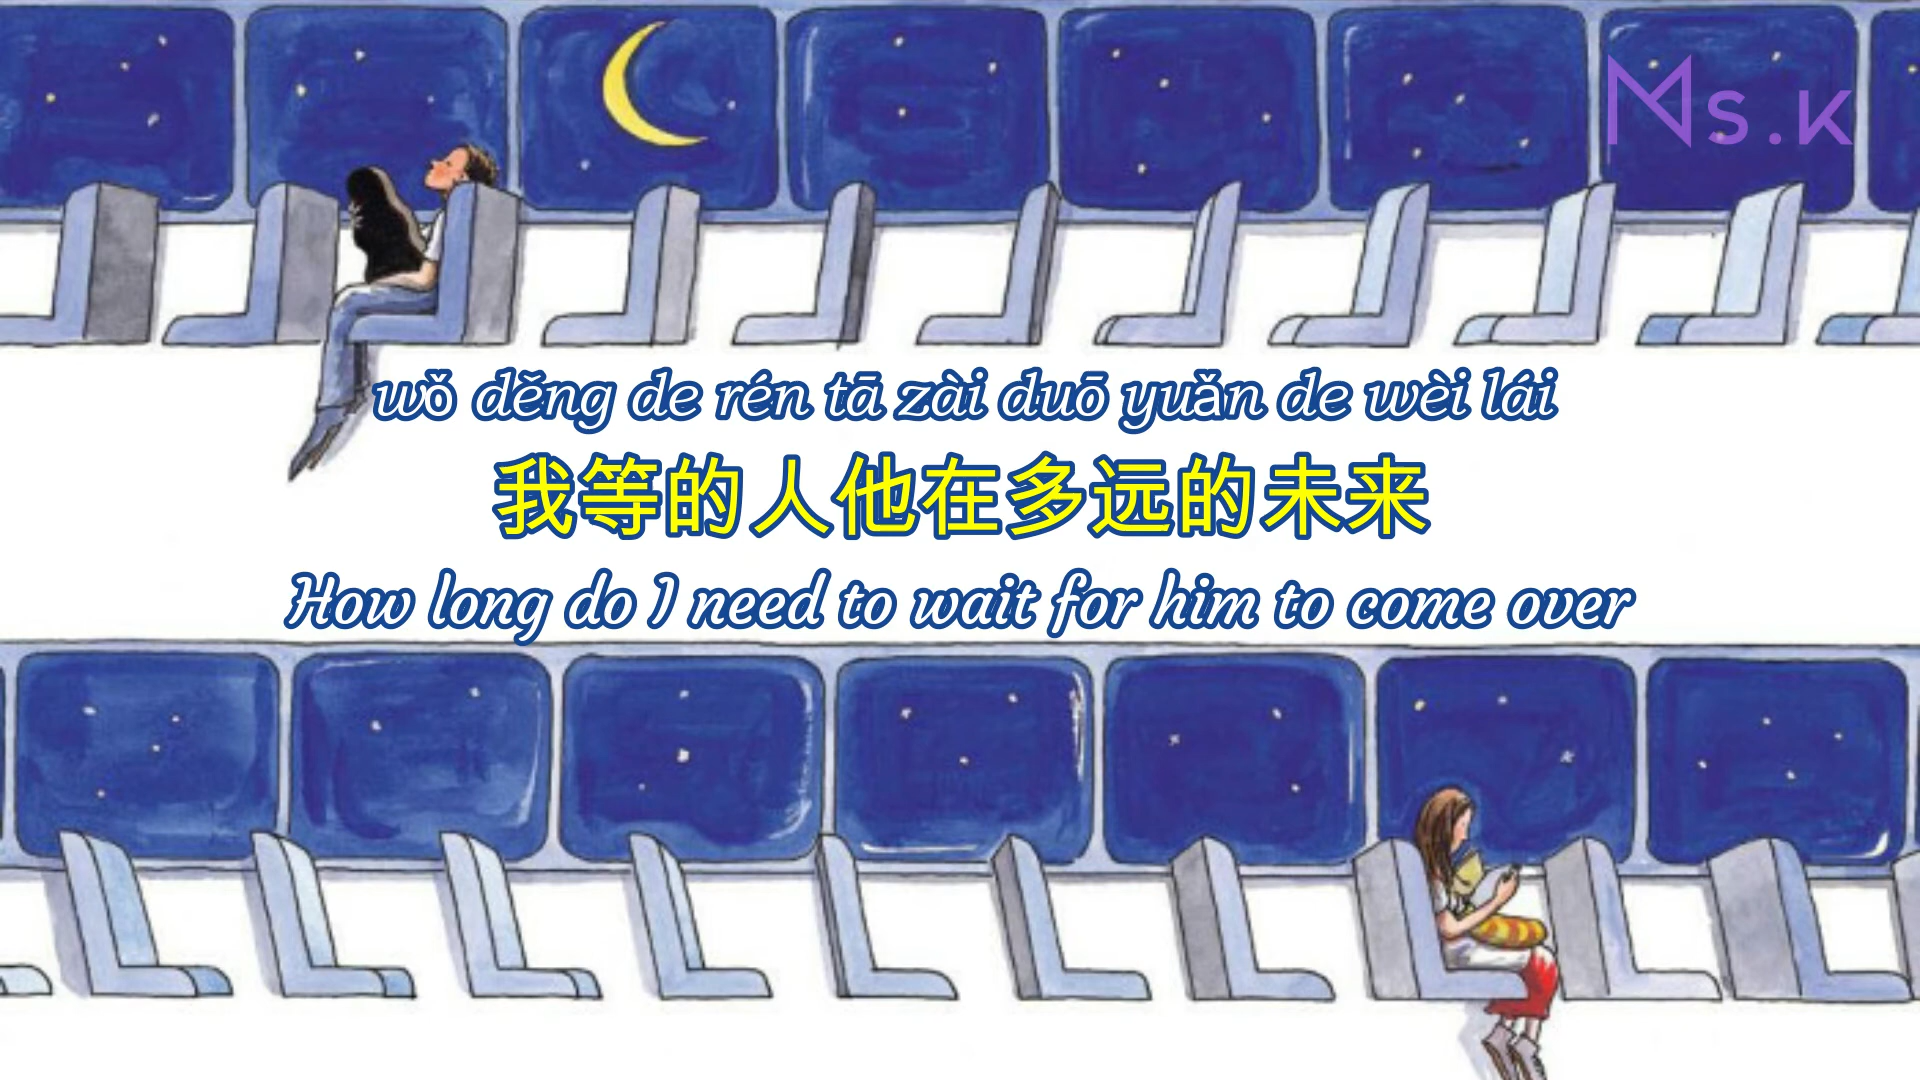 Ms.K
wǒ děng de rén tā zài duō yuǎn de wèi lái
我等的人他在多远的未来
How long do I need to wait for him to come over